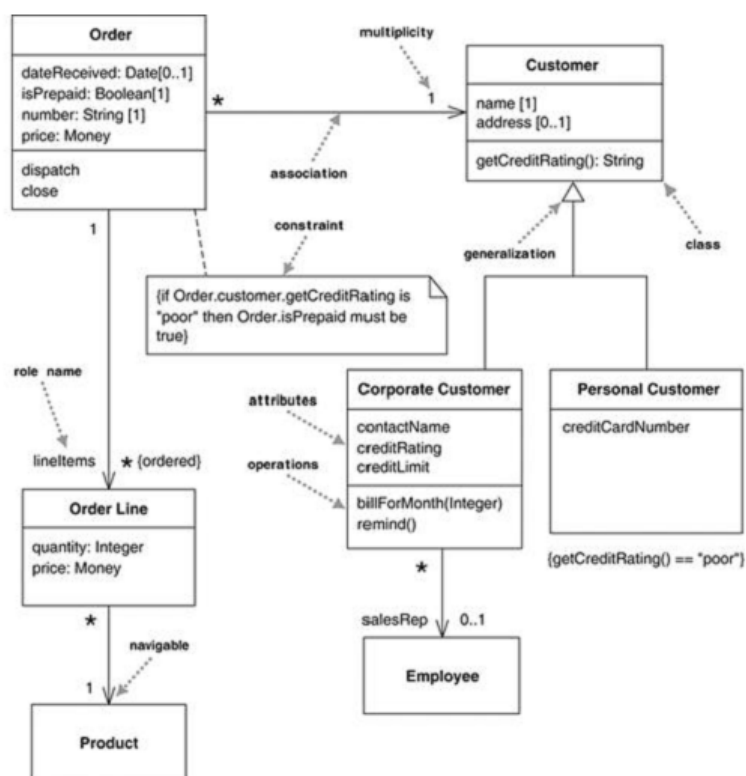 Order
dateReceived: Date[0..1]
isPrepaid: Boolean[1]
number: String [1]
price: Money
dispatch
close
multiplicity
*
1
association
Customer
name [1]
address [0..1]
getCreditRating(): String
1
constraint
generalization
class
{if Order.customer.getCreditRating is
"poor" then Order.isPrepaid must be
true}
role name
lineItems
* {ordered}
Order Line
quantity: Integer
price: Money
*
navigable
1
Product
attributes
operations
Corporate Customer
contactName
creditRating
creditLimit
billForMonth(Integer)
remind()
*
salesRep
0..1
Employee
Personal Customer
creditCardNumber
{getCreditRating() == "poor"}